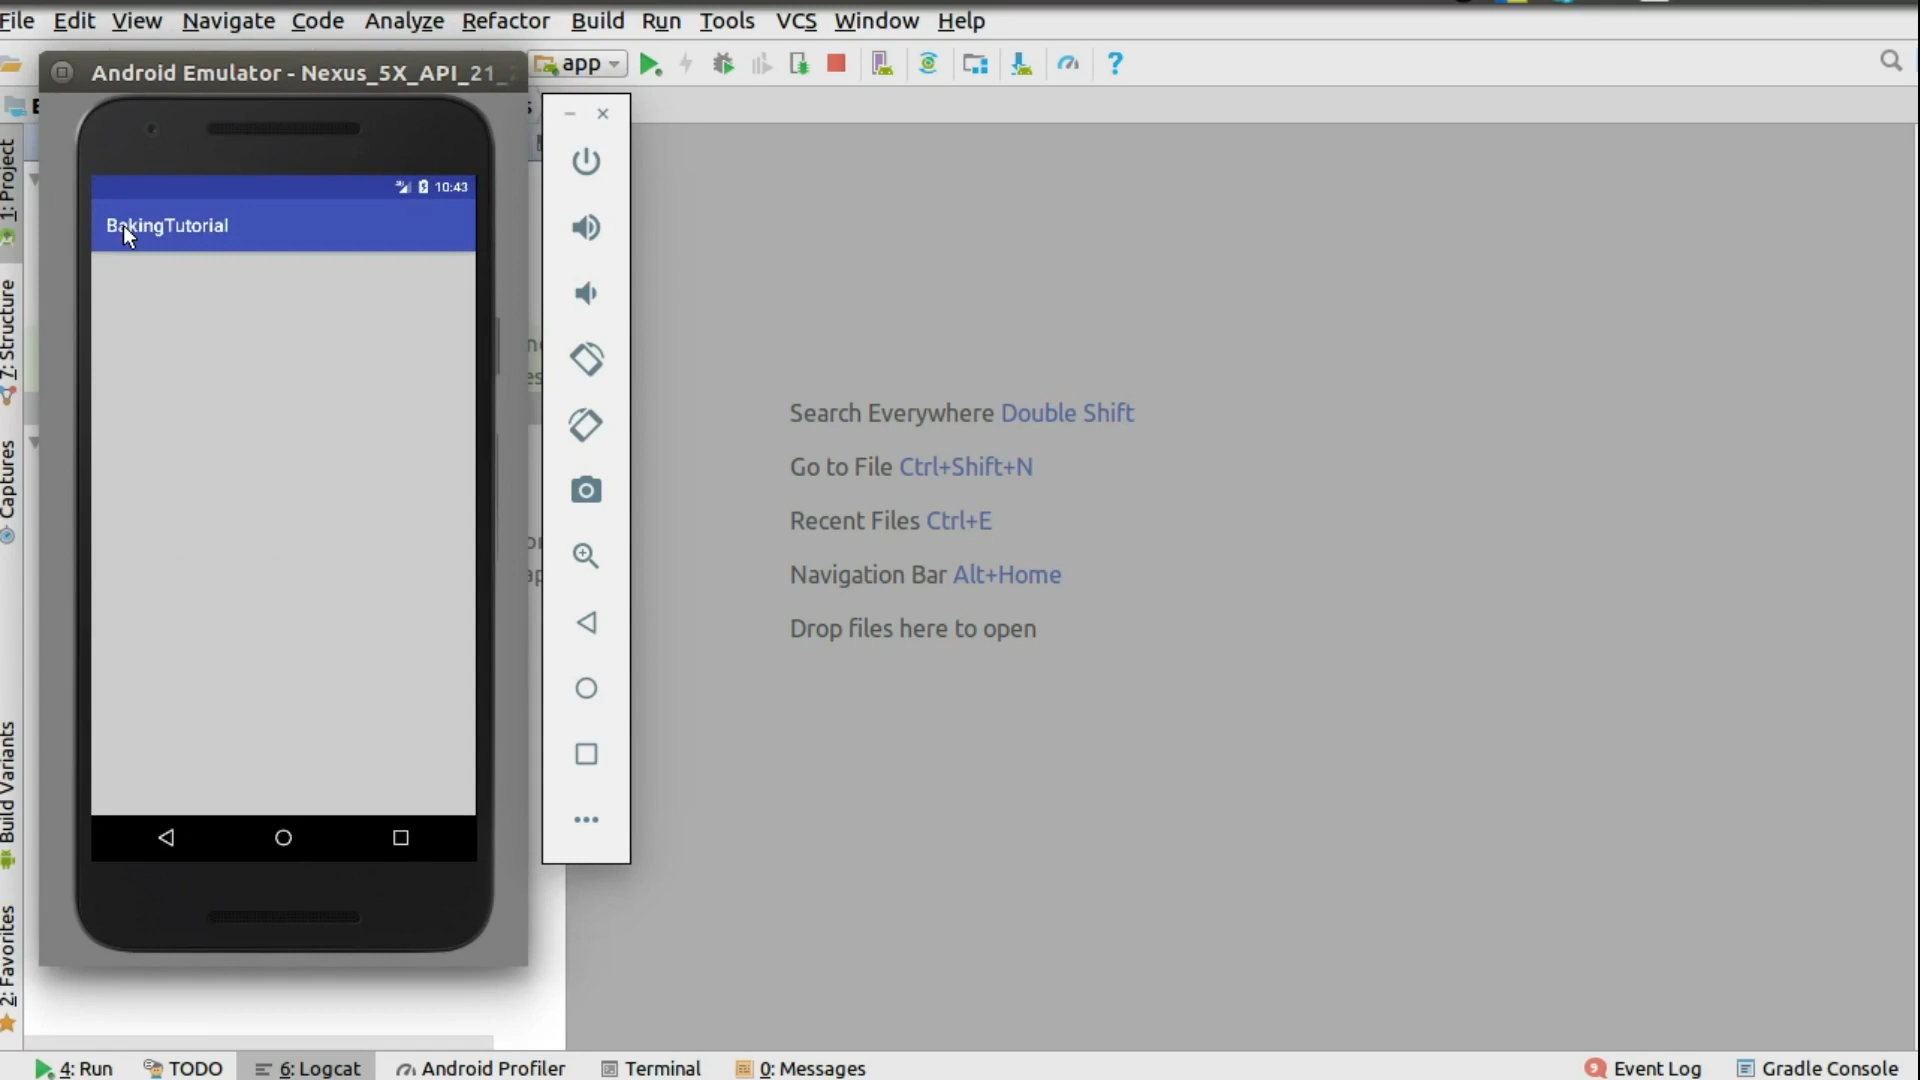 File Edit View Navigate Code Analyze Refactor Build Run Tools VCS Window Help
Android Emulator - Nexus_5X_API_21_
app
10:43
BakingTutorial
1: Project
7: Structure
Captures
Build Variants
2: Favorites
Search Everywhere Double Shift
Go to File Ctrl+Shift+N
Recent Files Ctrl+E
Navigation Bar Alt+Home
Drop files here to open
4: Run TODO 6: Logcat Android Profiler Terminal 0: Messages 9 Event Log Gradle Console